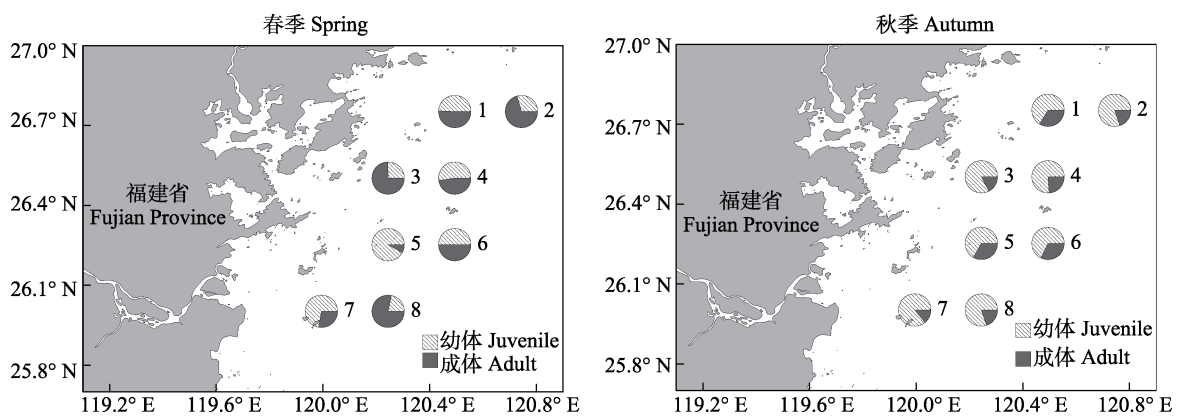 春季 Spring
27.0° N
26.7° N
26.4° N
26.1° N
25.8° N
119.2° E
119.6° E
120.0° E
120.4° E
120.8° E
福建省
Fujian Province
1
2
3
4
5
6
7
8
幼体 Juvenile
成体 Adult
秋季 Autumn
27.0° N
26.7° N
26.4° N
26.1° N
25.8° N
119.2° E
119.6° E
120.0° E
120.4° E
120.8° E
福建省
Fujian Province
1
2
3
4
5
6
7
8
幼体 Juvenile
成体 Adult